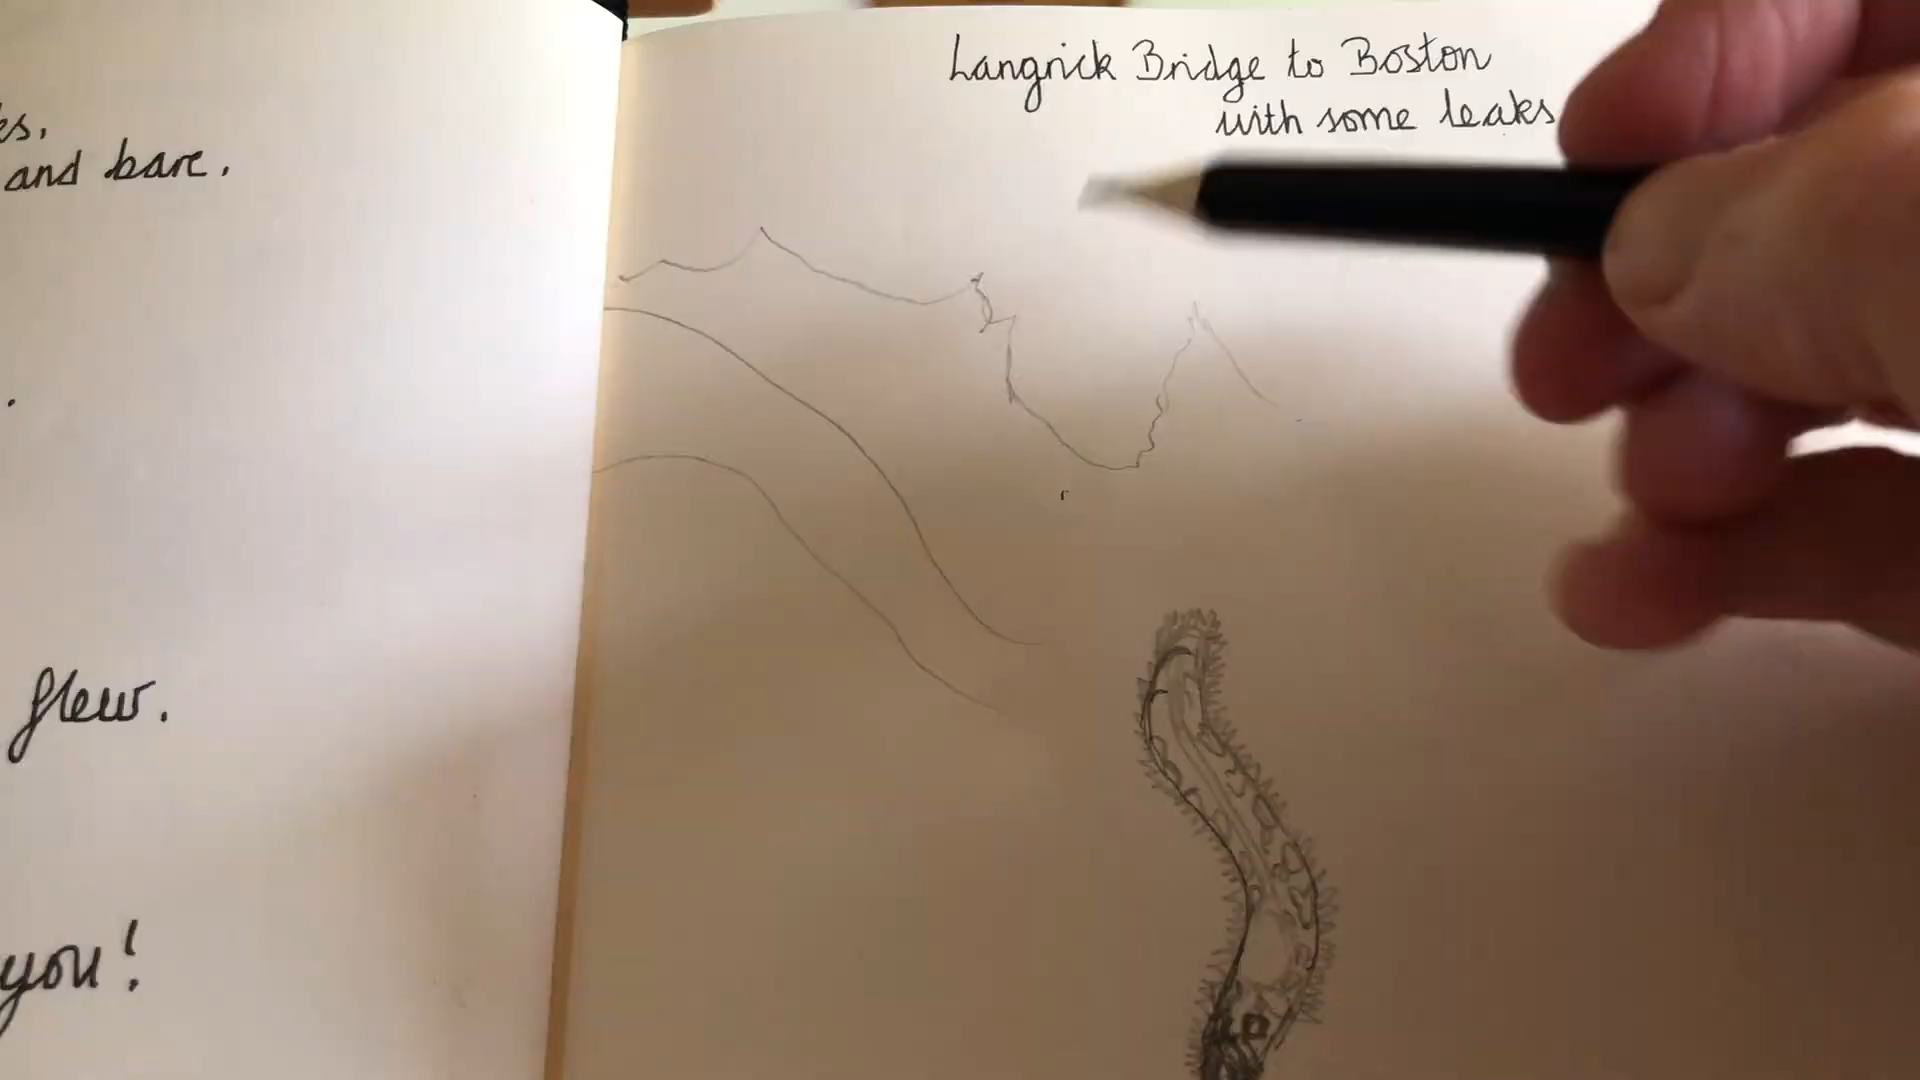 es,
and bare.
flew.
you!
Langrick Bridge to Boston
with some leaks